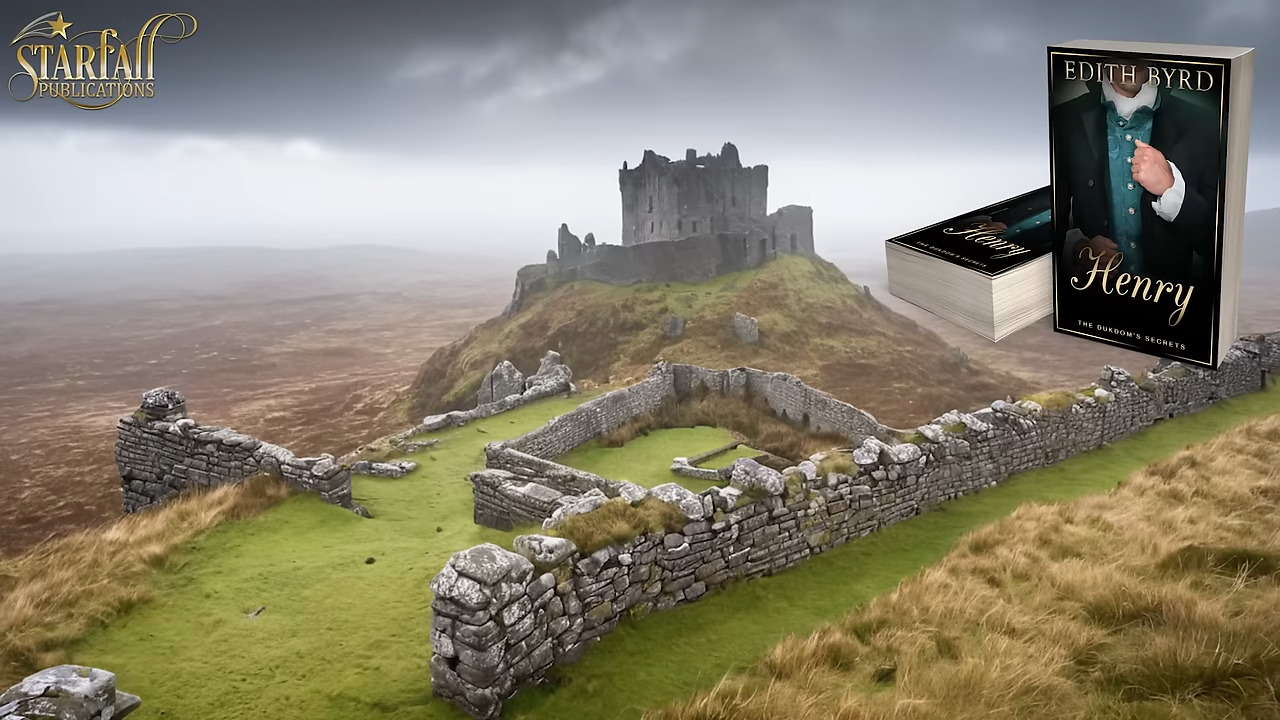 STARfall
PUBLICATIONS
EDITH BYRD
Henry
THE DUKDOM'S SECRETS
Henry
THE DUKDOM'S SECRETS